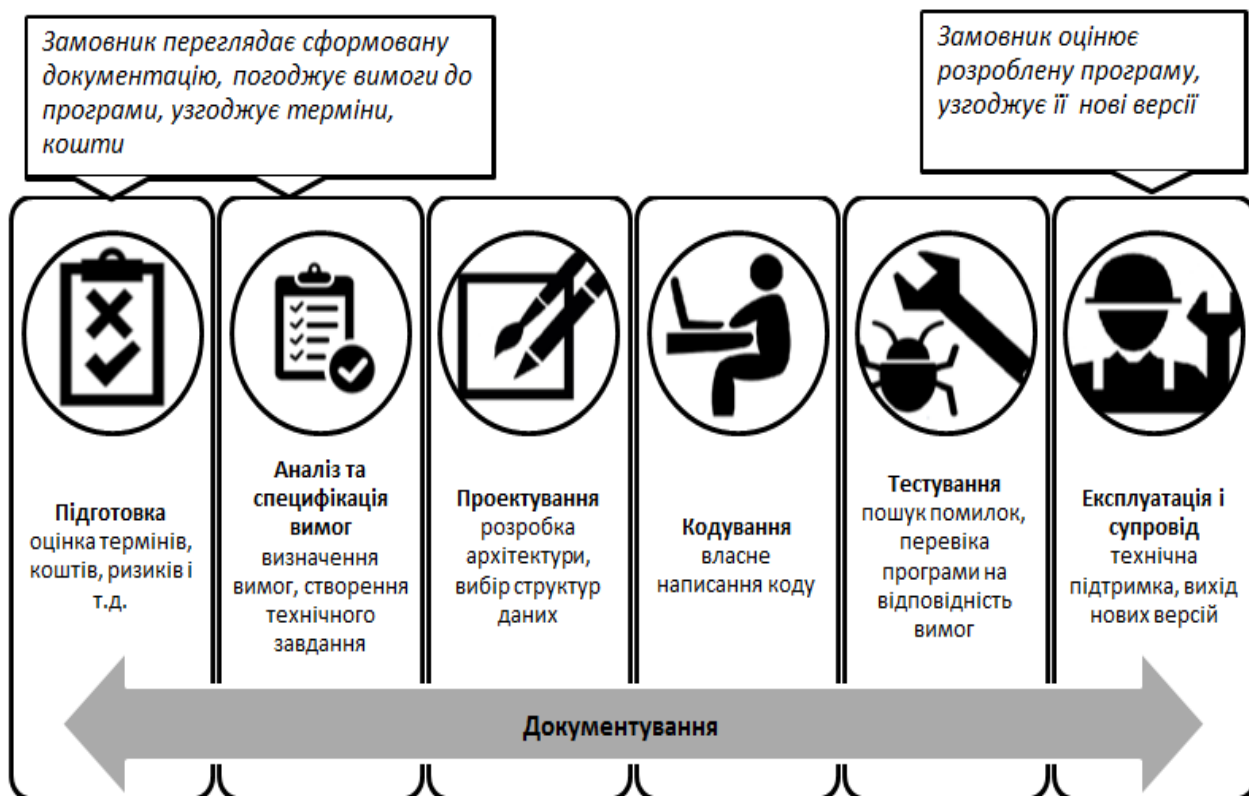 Замовник переглядає сформовану
документацію, погоджує вимоги до
програми, узгоджує терміни,
кошти
Замовник оцінює
розроблену програму,
узгоджує її нові версії
Підготовка
оцінка термінів,
коштів, ризиків і
т.д.
Аналіз та
специфікація
вимог
визначення
вимог, створення
технічного
завдання
Проектування
розробка
архітектури,
вибір структур
даних
Кодування
власне
написання коду
Тестування
пошук помилок,
перевіка
програми на
відповідність
вимог
Експлуатація і
супровід
технічна
підтримка, вихід
нових версій
Документування